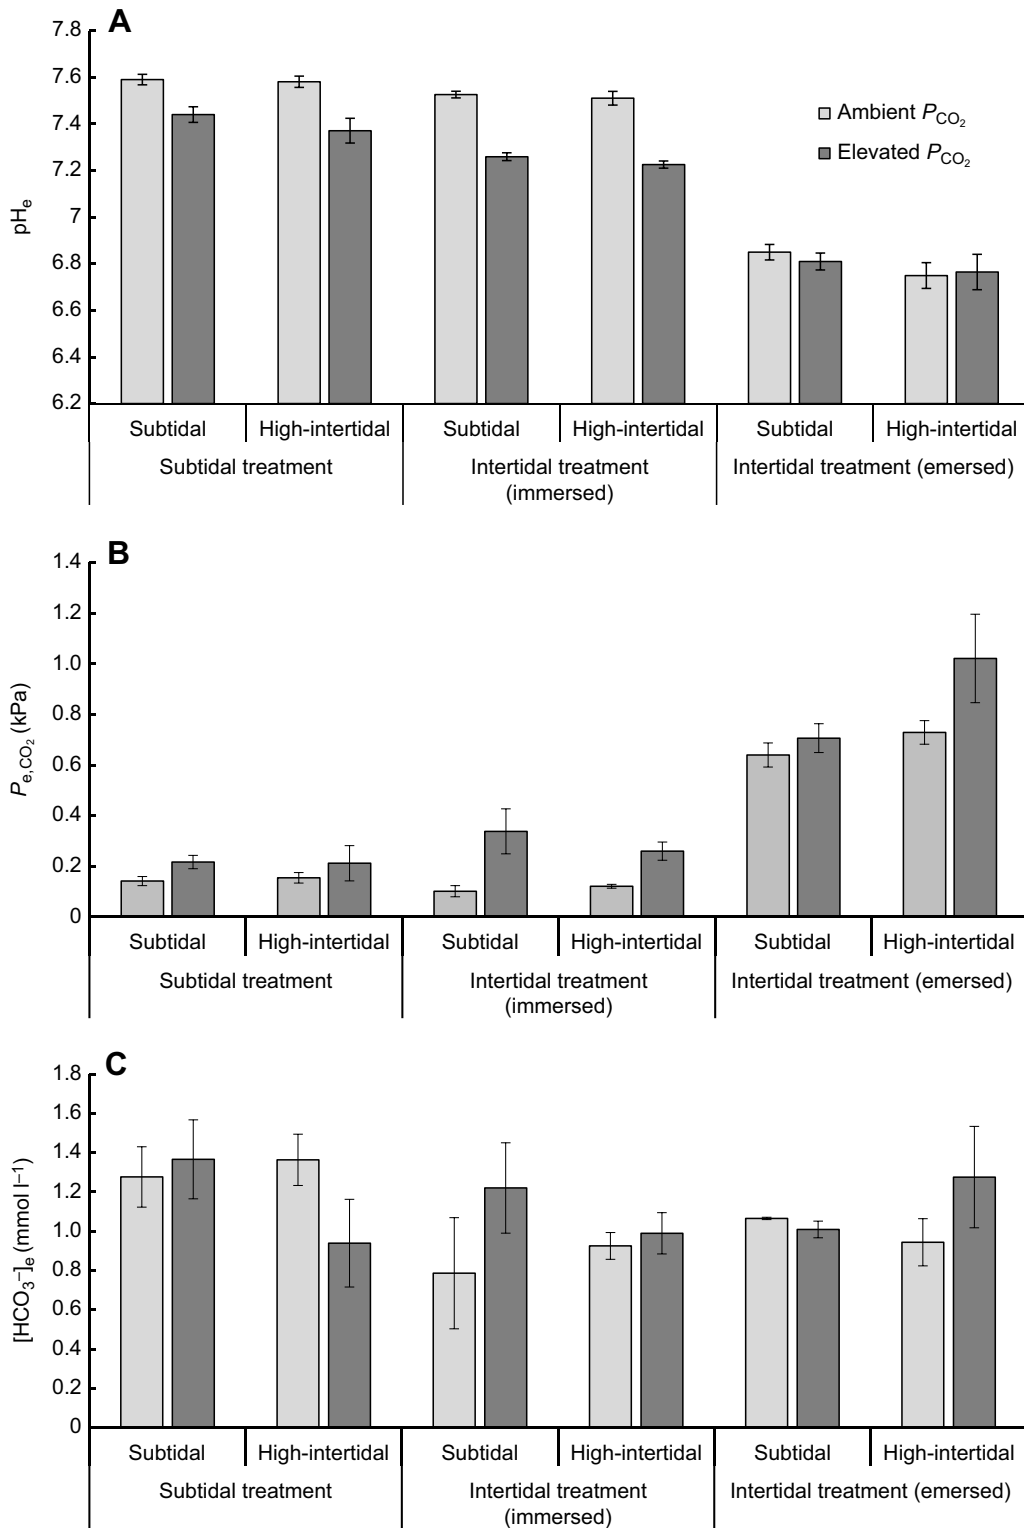 A
7.8
7.6
7.4
7.2
7
6.8
6.6
6.4
6.2
pHe
Ambient PCO2
Elevated PCO2
Subtidal High-intertidal Subtidal High-intertidal Subtidal High-intertidal
Subtidal treatment Intertidal treatment Intertidal treatment (emersed)
(immersed)
B
1.4
1.2
1.0
0.8
0.6
0.4
0.2
0
Pe,CO2 (kPa)
Subtidal High-intertidal Subtidal High-intertidal Subtidal High-intertidal
Subtidal treatment Intertidal treatment Intertidal treatment (emersed)
(immersed)
C
1.8
1.6
1.4
1.2
1.0
0.8
0.6
0.4
0.2
0
[HCO3−]e (mmol l−1)
Subtidal High-intertidal Subtidal High-intertidal Subtidal High-intertidal
Subtidal treatment Intertidal treatment Intertidal treatment (emersed)
(immersed)